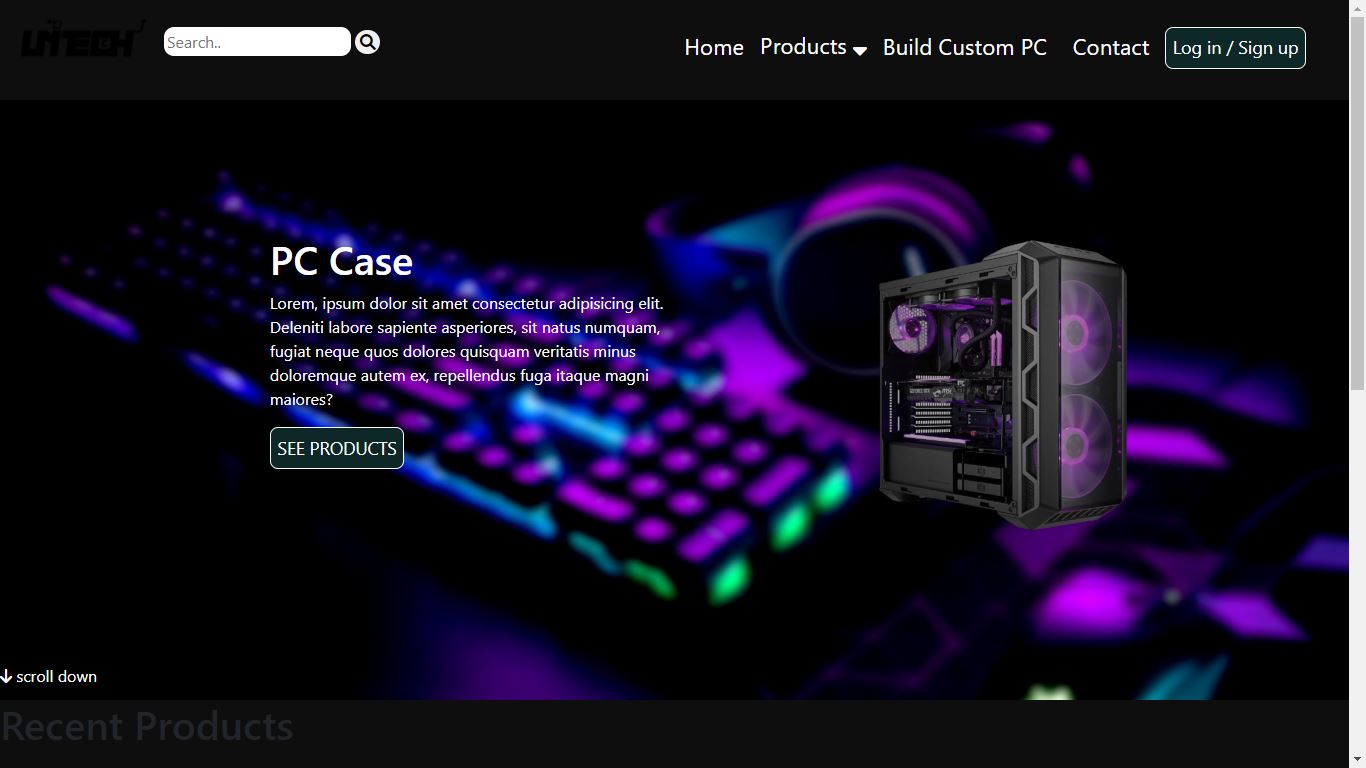 UiTECH
Search..
Home
Products
Build Custom PC
Contact
Log in / Sign up
PC Case
Lorem, ipsum dolor sit amet consectetur adipisicing elit.
Deleniti labore sapiente asperiores, sit natus numquam,
fugiat neque quos dolores quisquam veritatis minus
doloremque autem ex, repellendus fuga itaque magni
maiores?
SEE PRODUCTS
scroll down
Recent Products